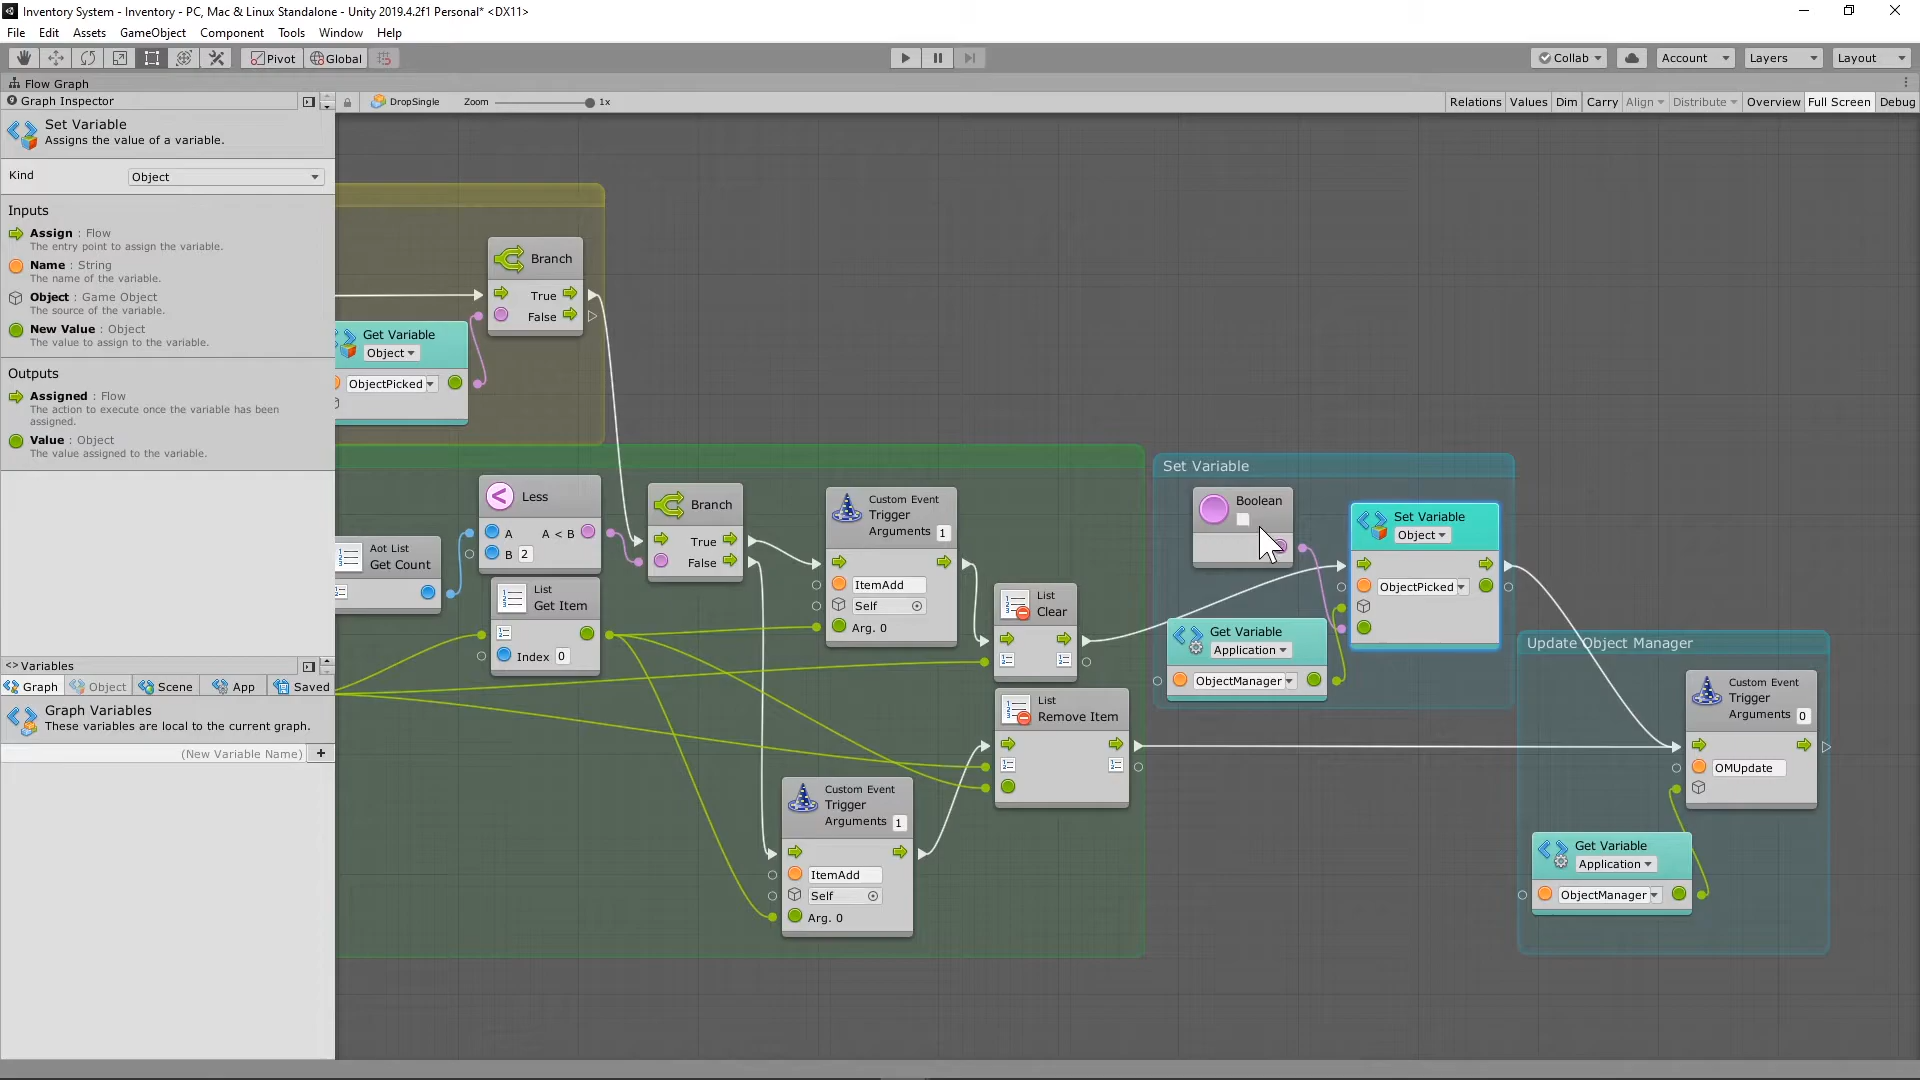 Inventory System - Inventory - PC, Mac & Linux Standalone - Unity 2019.4.2f1 Personal* <DX11>
File Edit Assets GameObject Component Tools Window Help
Pivot Global
Collab Account Layers Layout
Flow Graph
Graph Inspector
DropSingle Zoom 1x
Relations Values Dim Carry Align Distribute Overview Full Screen Debug
Set Variable
Assigns the value of a variable.
Kind Object
Inputs
Assign : Flow
The entry point to assign the variable.
Name : String
The name of the variable.
Object : Game Object
The source of the variable.
New Value : Object
The value to assign to the variable.
Outputs
Assigned : Flow
The action to execute once the variable has been
assigned.
Value : Object
The value assigned to the variable.
<> Variables
Graph Object Scene App Saved
Graph Variables
These variables are local to the current graph.
(New Variable Name) +
Branch
True
False
Get Variable
Object
ObjectPicked
Less
A A < B
B 2
Aot List
Get Count
List
Get Item
Index 0
Branch
True
False
Custom Event
Trigger
Arguments 1
ItemAdd
Self
Arg. 0
List
Clear
List
Remove Item
Custom Event
Trigger
Arguments 1
ItemAdd
Self
Arg. 0
Set Variable
Boolean
Set Variable
Object
ObjectPicked
Get Variable
Application
ObjectManager
Update Object Manager
Custom Event
Trigger
Arguments 0
OMUpdate
Get Variable
Application
ObjectManager